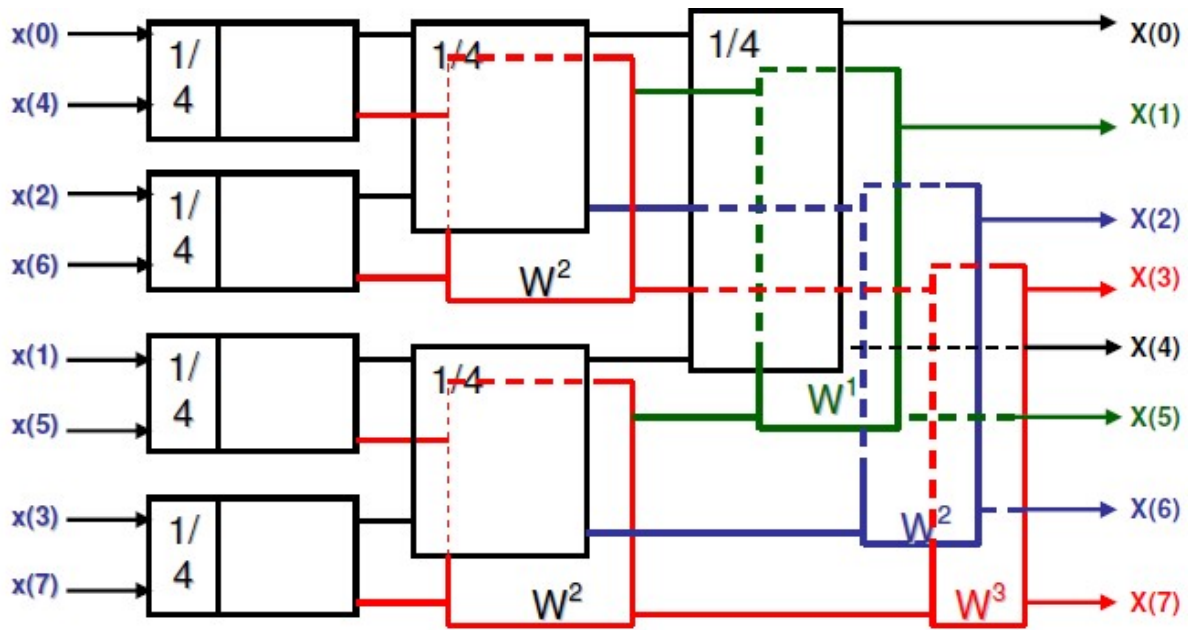 x(0)
x(4)
x(2)
x(6)
x(1)
x(5)
x(3)
x(7)
1/
4
1/
4
1/
4
1/
4
1/4
W²
1/4
W²
1/4
W¹
W²
W³
X(0)
X(1)
X(2)
X(3)
X(4)
X(5)
X(6)
X(7)